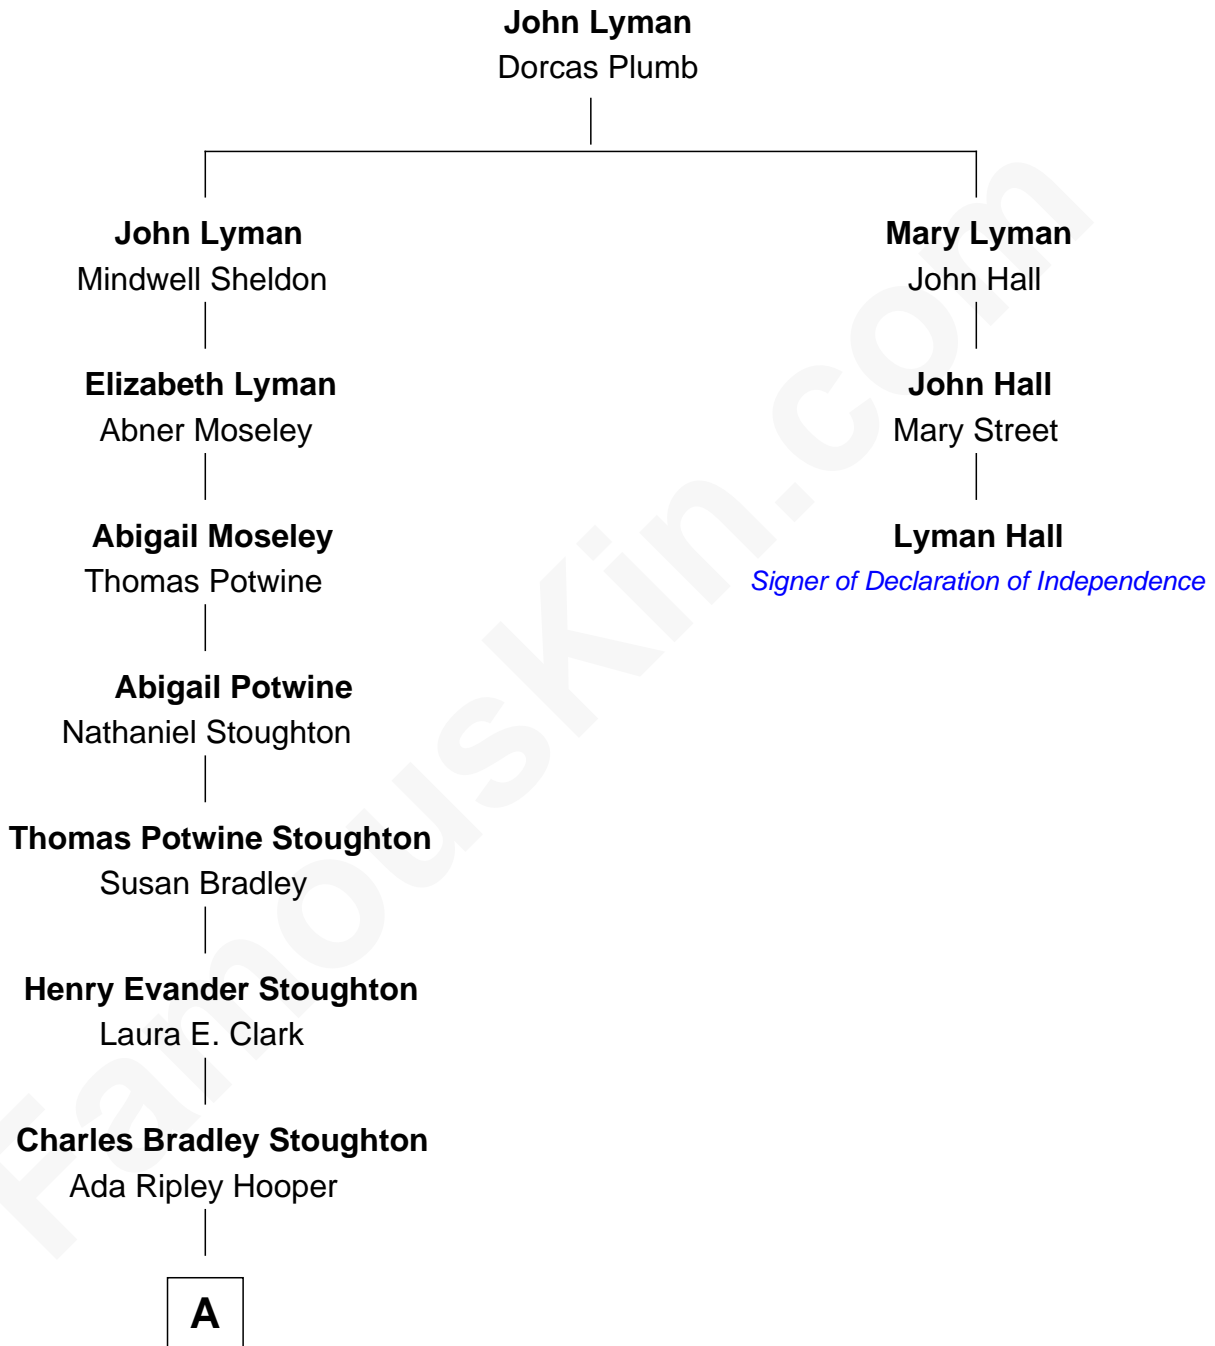 John Lyman
Dorcas Plumb
John Lyman
Mindwell Sheldon
Mary Lyman
John Hall
Elizabeth Lyman
Abner Moseley
John Hall
Mary Street
Abigail Moseley
Thomas Potwine
Lyman Hall
Signer of Declaration of Independence
Abigail Potwine
Nathaniel Stoughton
Thomas Potwine Stoughton
Susan Bradley
Henry Evander Stoughton
Laura E. Clark
Charles Bradley Stoughton
Ada Ripley Hooper
A
FamousKin.com